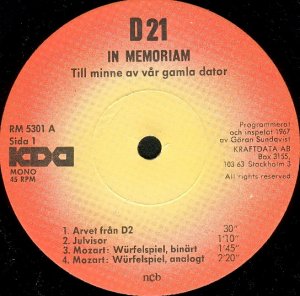 D21
IN MEMORIAM
Till minne av vår gamla dator
RM 5301 A
Sida 1
KDA
MONO
45 RPM
Programmerat
och inspelat 1967
av Göran Sundqvist
KRAFTDATA AB
Box 3155,
103 63 Stockholm 3
All rights reserved
1. Arvet från D2 30"
2. Julvisor 1'10"
3. Mozart: Würfelspiel, binärt 1'45"
4. Mozart: Würfelspiel, analogt 2'20"
ncb